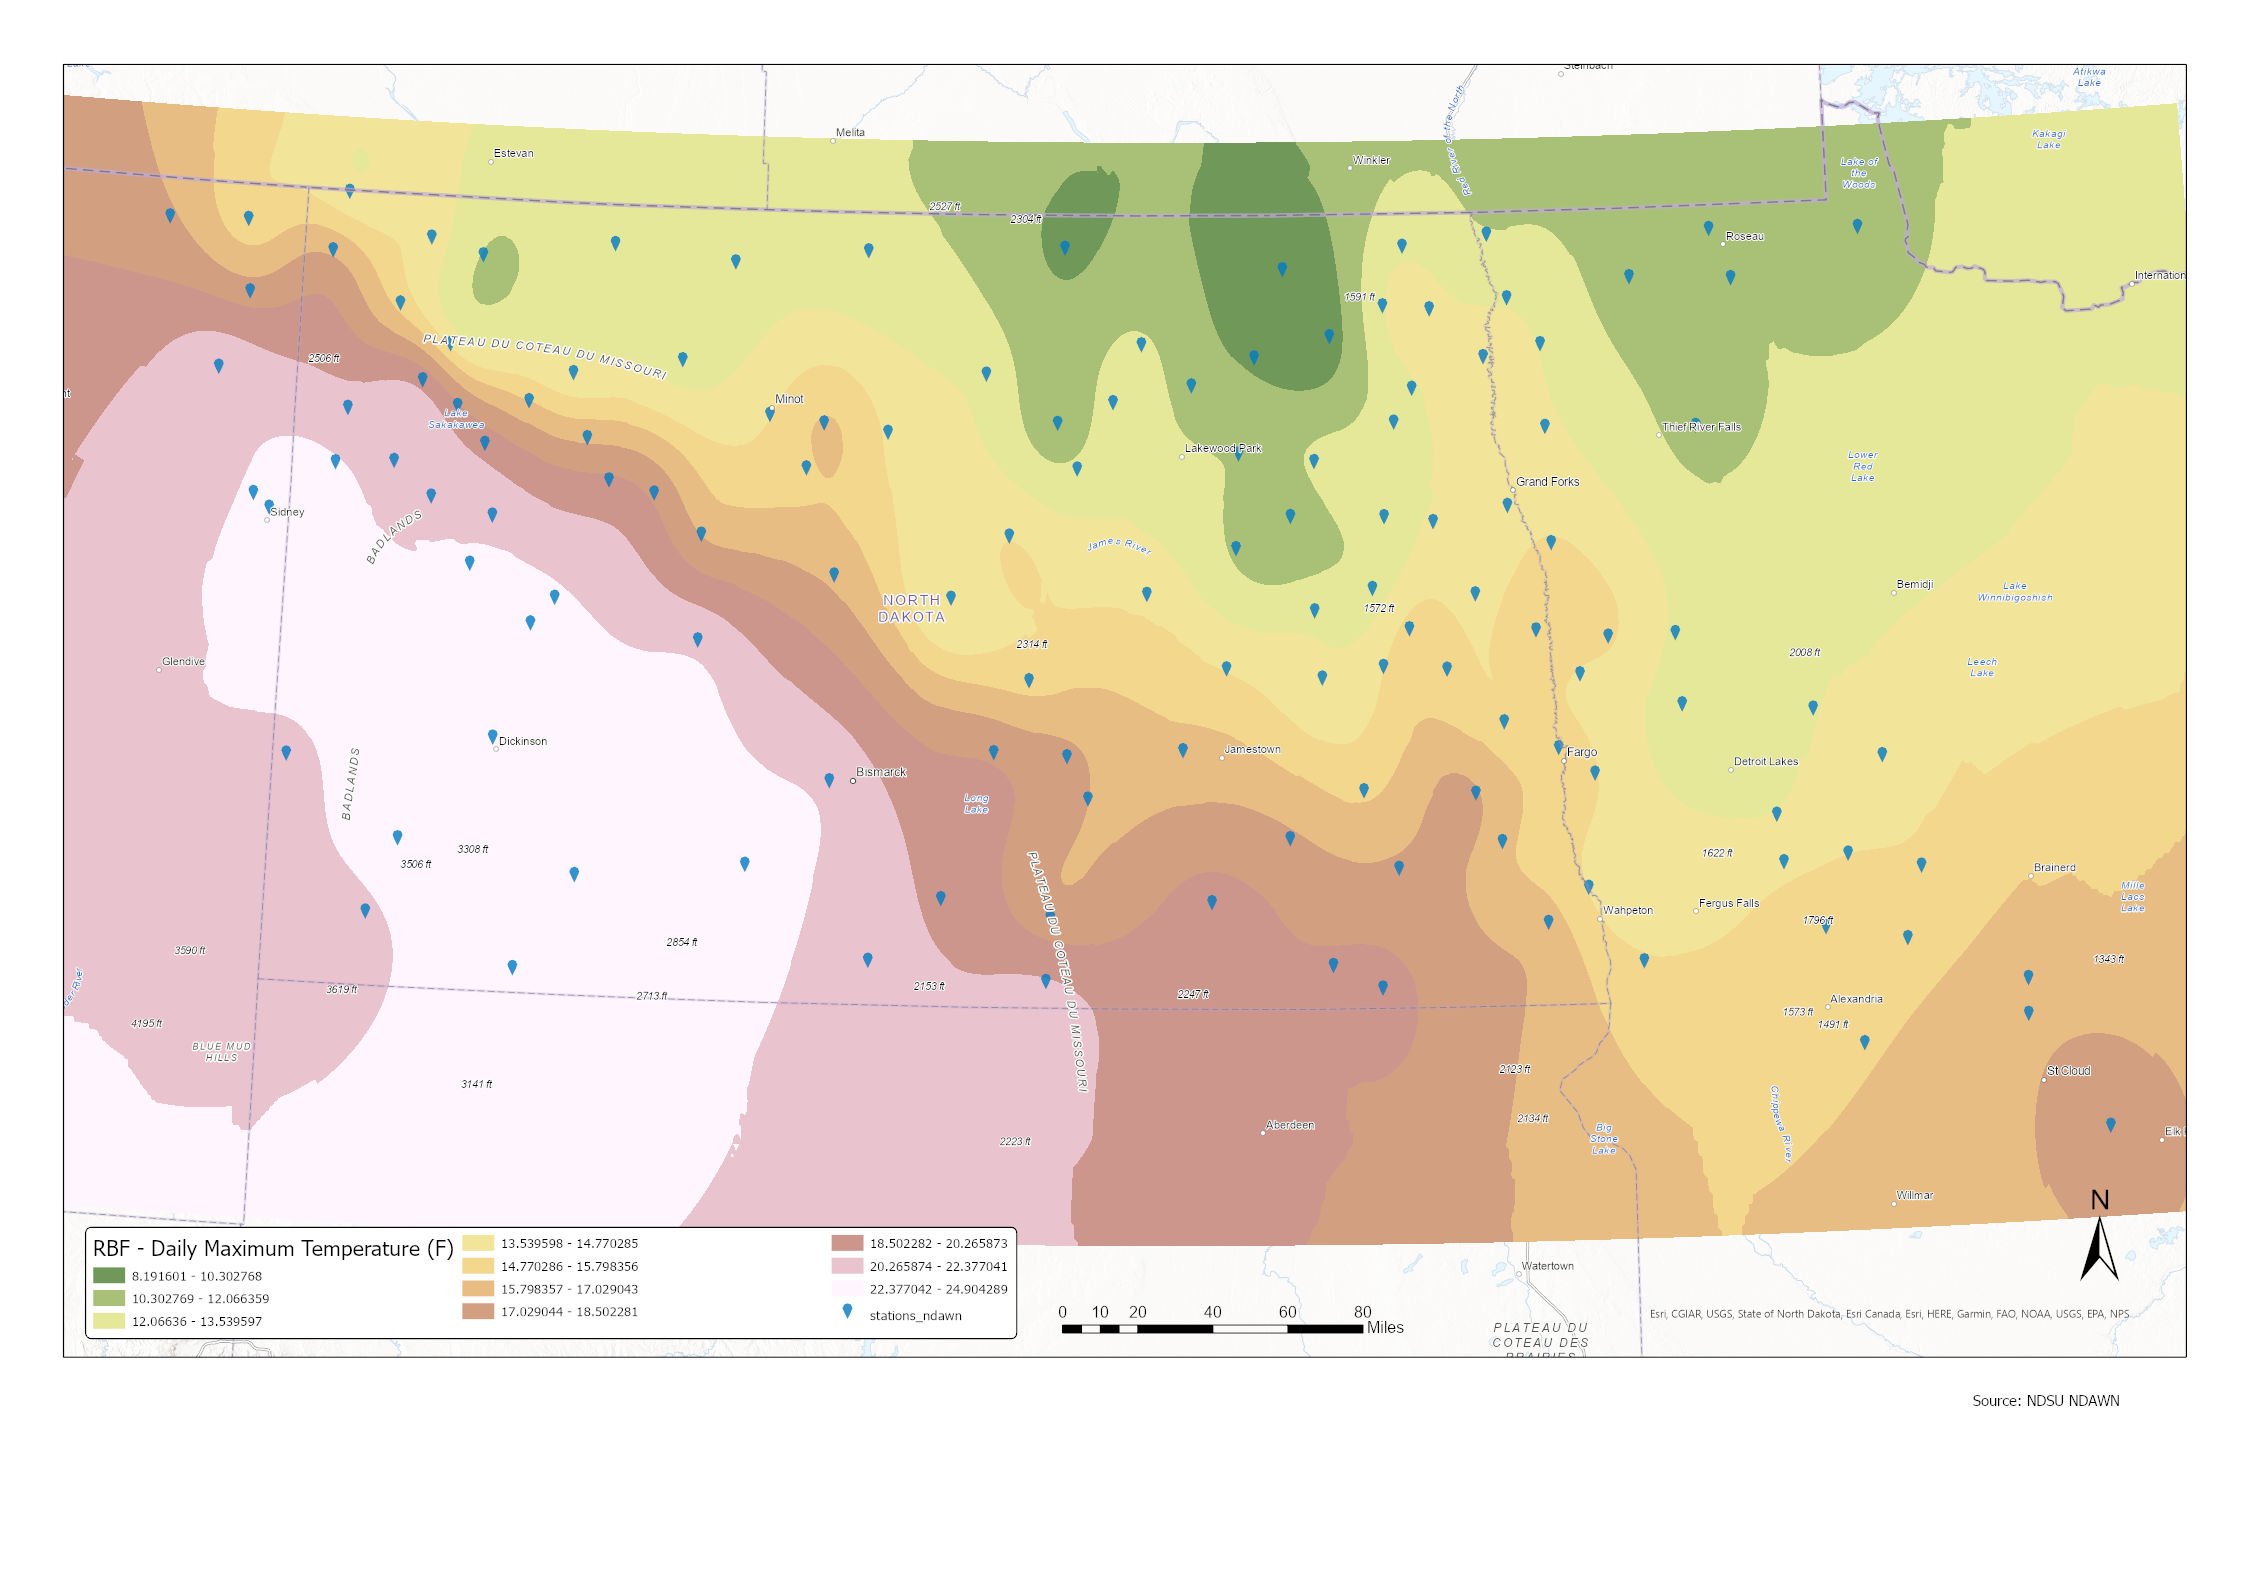 Steinbach
Atikwa
Lake
Melita
Kakagi
Lake
Estevan
Winkler
Red River of the North
Lake of
the
Woods
2527 ft
2304 ft
Roseau
International
1591 ft
PLATEAU DU COTEAU DU MISSOURI
2506 ft
Minot
Lake
Sakakawea
Thief River Falls
Lakewood Park
Lower
Red
Lake
Grand Forks
Sidney
BADLANDS
James River
Bemidji
Lake
Winnibigoshish
NORTH
DAKOTA
1572 ft
2314 ft
2008 ft
Glendive
Leech
Lake
Dickinson
Jamestown
Fargo
Detroit Lakes
Bismarck
BADLANDS
Long
Lake
3308 ft
3506 ft
1622 ft
Brainerd
Mille
Lacs
Lake
PLATEAU DU COTEAU DU MISSOURI
Wahpeton
Fergus Falls
1796 ft
3590 ft
2854 ft
1343 ft
3619 ft
2713 ft
2153 ft
2247 ft
Alexandria
1573 ft
1491 ft
4195 ft
BLUE MUD
HILLS
3141 ft
2123 ft
St Cloud
2134 ft
Chippewa River
Aberdeen
Big
Stone
Lake
2223 ft
Elk
Willmar
N
RBF - Daily Maximum Temperature (F)
8.191601 - 10.302768
10.302769 - 12.066359
12.06636 - 13.539597
13.539598 - 14.770285
14.770286 - 15.798356
15.798357 - 17.029043
17.029044 - 18.502281
18.502282 - 20.265873
20.265874 - 22.377041
22.377042 - 24.904289
stations_ndawn
Watertown
0 10 20 40 60 80
Miles
Esri, CGIAR, USGS, State of North Dakota, Esri Canada, Esri, HERE, Garmin, FAO, NOAA, USGS, EPA, NPS
PLATEAU DU
COTEAU DES
PRAIRIES
Source: NDSU NDAWN